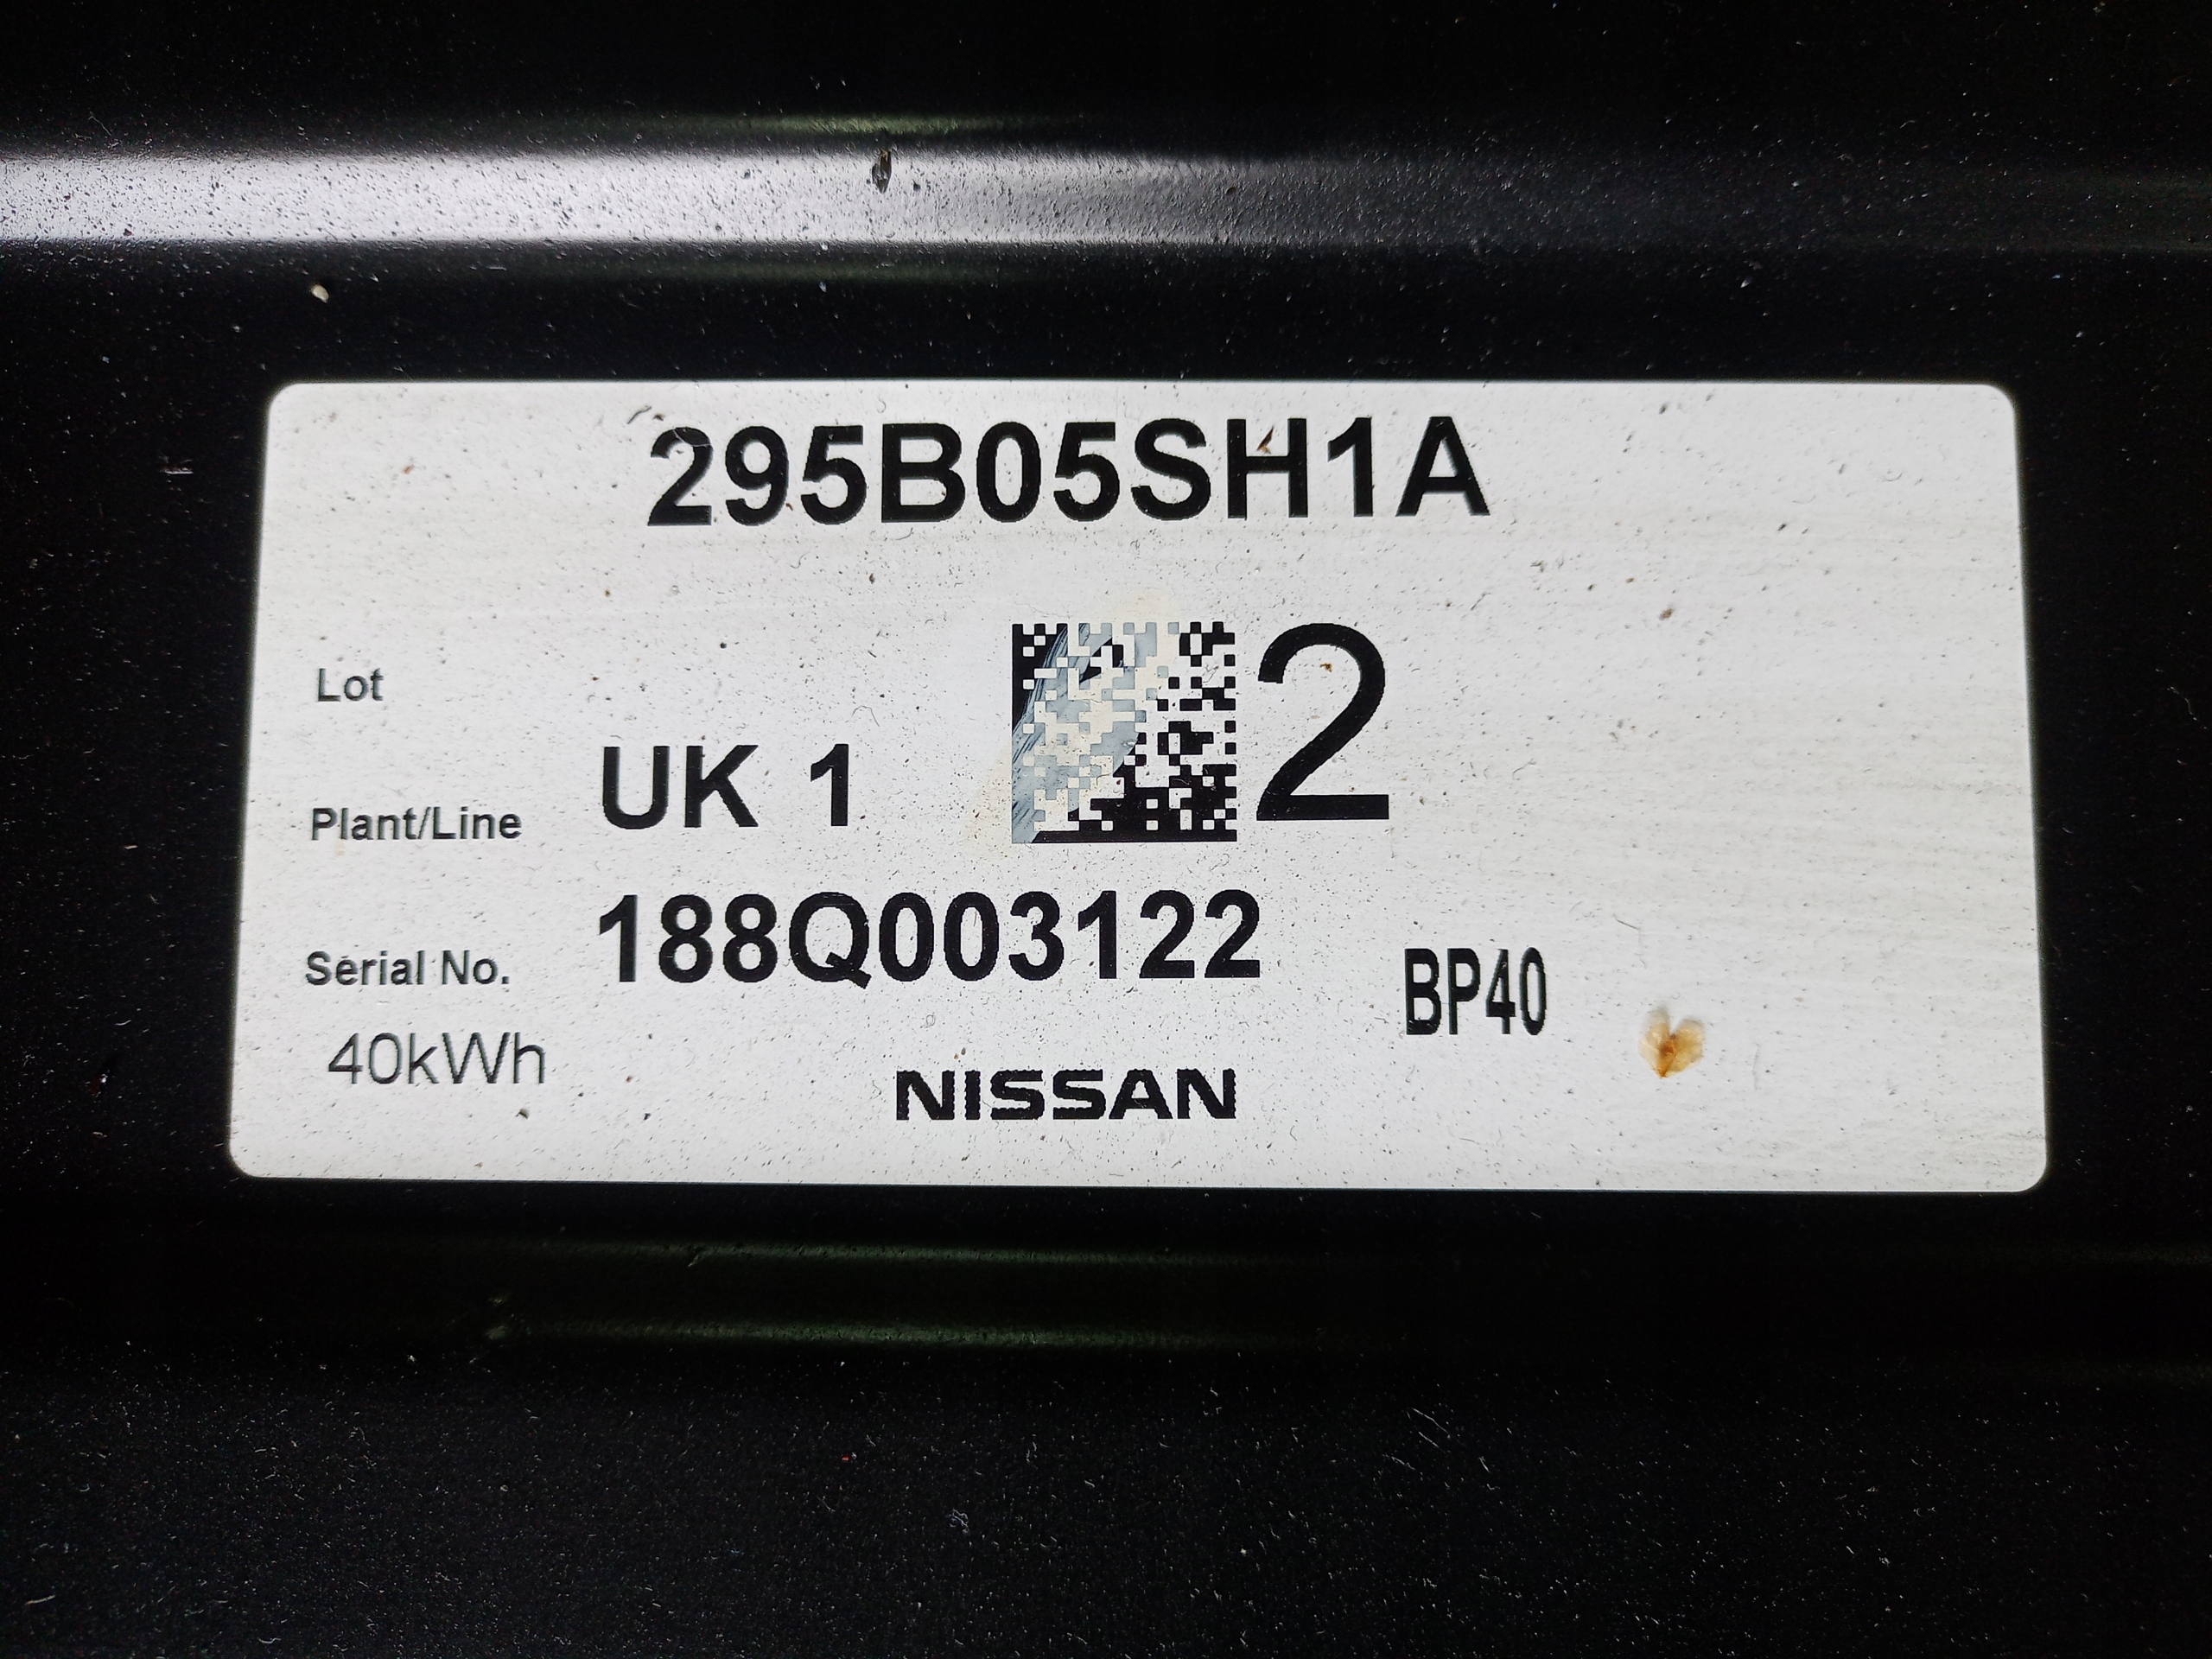 295B05SH1A
Lot
2
Plant/Line UK 1
Serial No. 188Q003122
BP40
40kWh
NISSAN